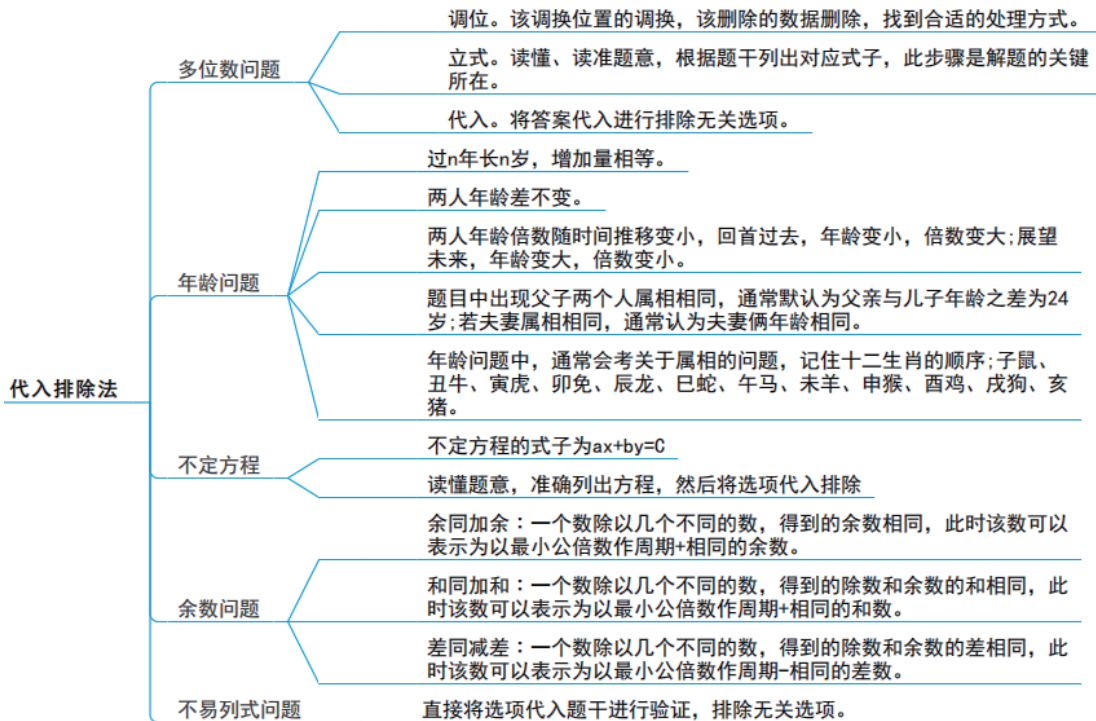 调位。该调换位置的调换，该删除的数据删除，找到合适的处理方式。
多位数问题
立式。读懂、读准题意，根据题干列出对应式子，此步骤是解题的关键
所在。
代入。将答案代入进行排除无关选项。
过n年长n岁，增加量相等。
两人年龄差不变。
两人年龄倍数随时间推移变小，回首过去，年龄变小，倍数变大;展望
未来，年龄变大，倍数变小。
年龄问题
题目中出现父子两个人属相相同，通常默认为父亲与儿子年龄之差为24
岁;若夫妻属相相同，通常认为夫妻俩年龄相同。
年龄问题中，通常会考关于属相的问题，记住十二生肖的顺序;子鼠、
丑牛、寅虎、卯免、辰龙、巳蛇、午马、未羊、申猴、酉鸡、戌狗、亥
猪。
代入排除法
不定方程的式子为ax+by=C
不定方程
读懂题意，准确列出方程，然后将选项代入排除
余同加余：一个数除以几个不同的数，得到的余数相同，此时该数可以
表示为以最小公倍数作周期+相同的余数。
和同加和：一个数除以几个不同的数，得到的除数和余数的和相同，此
时该数可以表示为以最小公倍数作周期+相同的和数。
余数问题
差同减差：一个数除以几个不同的数，得到的除数和余数的差相同，此
时该数可以表示为以最小公倍数作周期-相同的差数。
不易列式问题
直接将选项代入题干进行验证，排除无关选项。